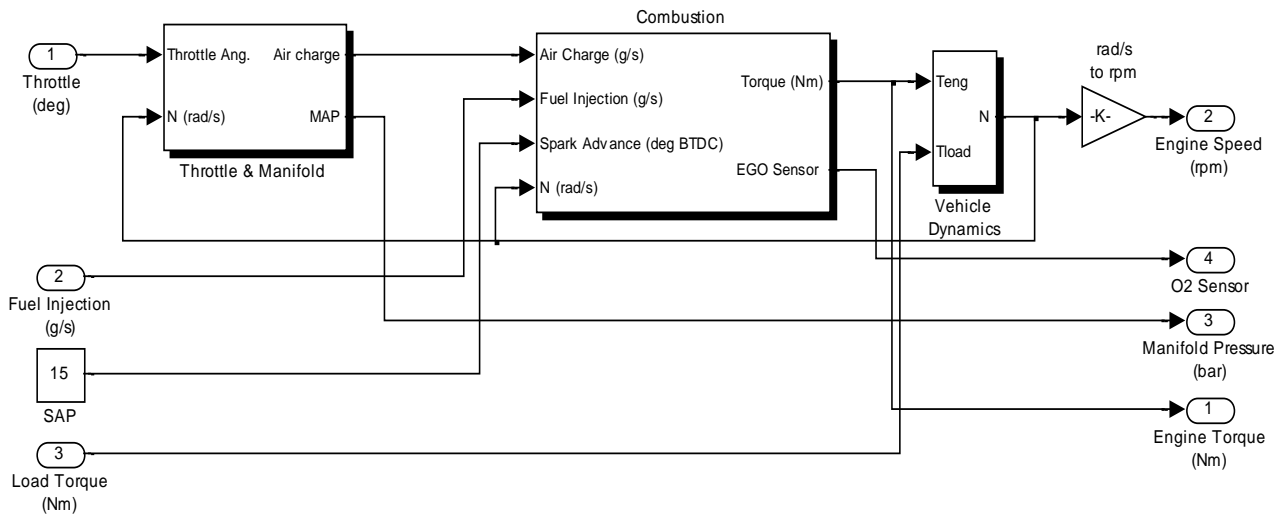 Combustion
1
Throttle
(deg)
Throttle Ang.
Air charge
N (rad/s)
MAP
Throttle & Manifold
Air Charge (g/s)
Fuel Injection (g/s)
Spark Advance (deg BTDC)
N (rad/s)
Torque (Nm)
EGO Sensor
Teng
N
Tload
Vehicle
Dynamics
rad/s
to rpm
-K-
2
Engine Speed
(rpm)
2
Fuel Injection
(g/s)
4
O2 Sensor
3
Manifold Pressure
(bar)
15
SAP
1
Engine Torque
(Nm)
3
Load Torque
(Nm)